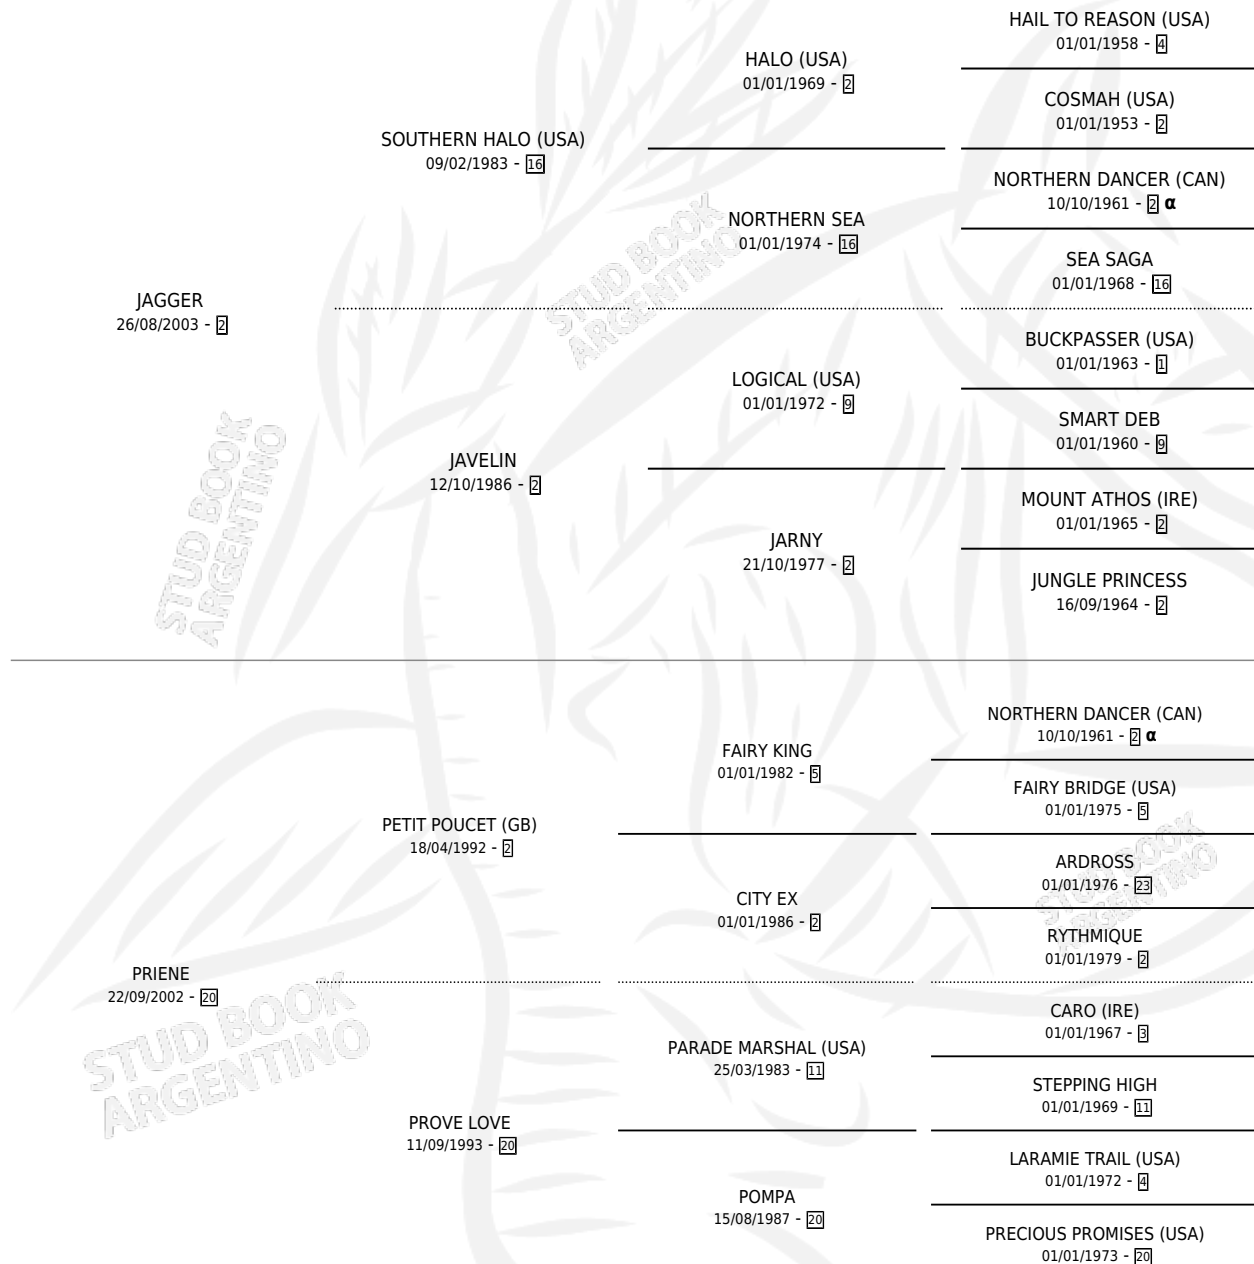 HAIL TO REASON (USA)
01/01/1958 - 4
HALO (USA)
01/01/1969 - 2
COSMAH (USA)
01/01/1953 - 2
SOUTHERN HALO (USA)
09/02/1983 - 16
NORTHERN DANCER (CAN)
10/10/1961 - 2 α
NORTHERN SEA
01/01/1974 - 16
SEA SAGA
01/01/1968 - 16
JAGGER
26/08/2003 - 2
BUCKPASSER (USA)
01/01/1963 - 1
LOGICAL (USA)
01/01/1972 - 9
SMART DEB
01/01/1960 - 9
JAVELIN
12/10/1986 - 2
MOUNT ATHOS (IRE)
01/01/1965 - 2
JARNY
21/10/1977 - 2
JUNGLE PRINCESS
16/09/1964 - 2
STUD BOOK
ARGENTINO
STUD BOOK
ARGENTINO
NORTHERN DANCER (CAN)
10/10/1961 - 2 α
FAIRY KING
01/01/1982 - 5
FAIRY BRIDGE (USA)
01/01/1975 - 5
PETIT POUCET (GB)
18/04/1992 - 2
ARDROSS
01/01/1976 - 23
CITY EX
01/01/1986 - 2
RYTHMIQUE
01/01/1979 - 2
PRIENE
22/09/2002 - 20
CARO (IRE)
01/01/1967 - 3
PARADE MARSHAL (USA)
25/03/1983 - 11
STEPPING HIGH
01/01/1969 - 11
PROVE LOVE
11/09/1993 - 20
LARAMIE TRAIL (USA)
01/01/1972 - 4
POMPA
15/08/1987 - 20
PRECIOUS PROMISES (USA)
01/01/1973 - 20
STUD BOOK
ARGENTINO
STUD BOOK
ARGENTINO